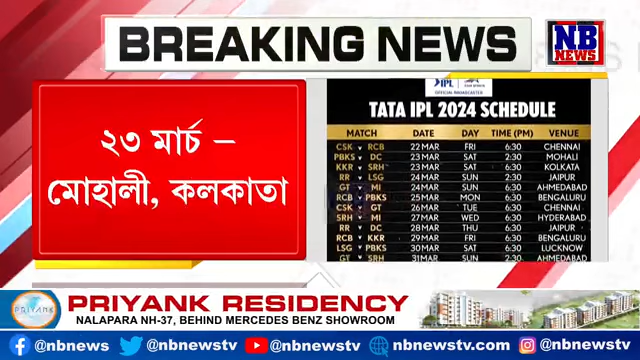 BREAKING NEWS
NB
NEWS
২৩ মার্চ –
মোহালী, কলকাতা
IPL
OFFICIAL BROADCASTER
TATA IPL 2024 SCHEDULE
MATCH DATE DAY TIME (PM) VENUE
CSK v RCB 22 MAR FRI 6:30 CHENNAI
PBKS v DC 23 MAR SAT 2:30 MOHALI
KKR v SRH 23 MAR SAT 6:30 KOLKATA
RR v LSG 24 MAR SUN 2:30 JAIPUR
GT v MI 24 MAR SUN 6:30 AHMEDABAD
RCB v PBKS 25 MAR MON 6:30 BENGALURU
CSK v GT 26 MAR TUE 6:30 CHENNAI
SRH v MI 27 MAR WED 6:30 HYDERABAD
RR v DC 28 MAR THU 6:30 JAIPUR
RCB v KKR 29 MAR FRI 6:30 BENGALURU
LSG v PBKS 30 MAR SAT 6:30 LUCKNOW
GT v SRH 31 MAR SUN 2:30 AHMEDABAD
PRIYANK
PRIYANK RESIDENCY
NALAPARA NH-37, BEHIND MERCEDES BENZ SHOWROOM
@nbnews @nbnewstv @nbnewstv @nbnewstv @nbnewstv